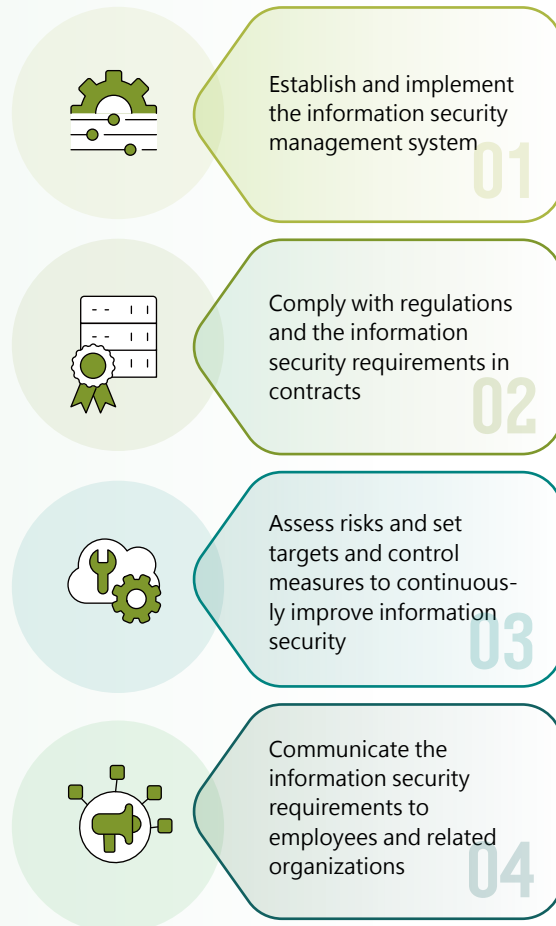 Establish and implement
the information security
management system
01
Comply with regulations
and the information
security requirements in
contracts
02
Assess risks and set
targets and control
measures to continuous-
ly improve information
security
03
Communicate the
information security
requirements to
employees and related
organizations
04